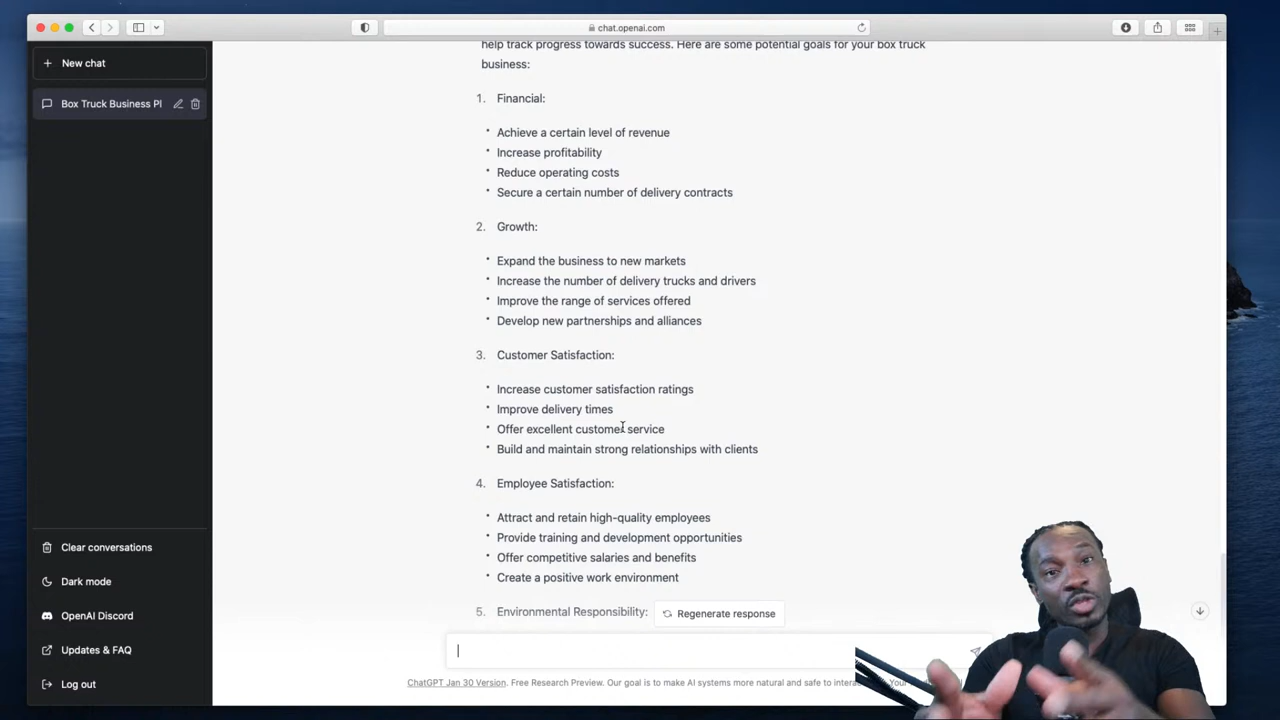 chat.openai.com
New chat
Box Truck Business Pl
help track progress towards success. Here are some potential goals for your box truck
business:
1. Financial:
• Achieve a certain level of revenue
• Increase profitability
• Reduce operating costs
• Secure a certain number of delivery contracts
2. Growth:
• Expand the business to new markets
• Increase the number of delivery trucks and drivers
• Improve the range of services offered
• Develop new partnerships and alliances
3. Customer Satisfaction:
• Increase customer satisfaction ratings
• Improve delivery times
• Offer excellent customer service
• Build and maintain strong relationships with clients
4. Employee Satisfaction:
• Attract and retain high-quality employees
• Provide training and development opportunities
• Offer competitive salaries and benefits
• Create a positive work environment
5. Environmental Responsibility:
Regenerate response
Clear conversations
Dark mode
OpenAI Discord
Updates & FAQ
Log out
ChatGPT Jan 30 Version. Free Research Preview. Our goal is to make AI systems more natural and safe to